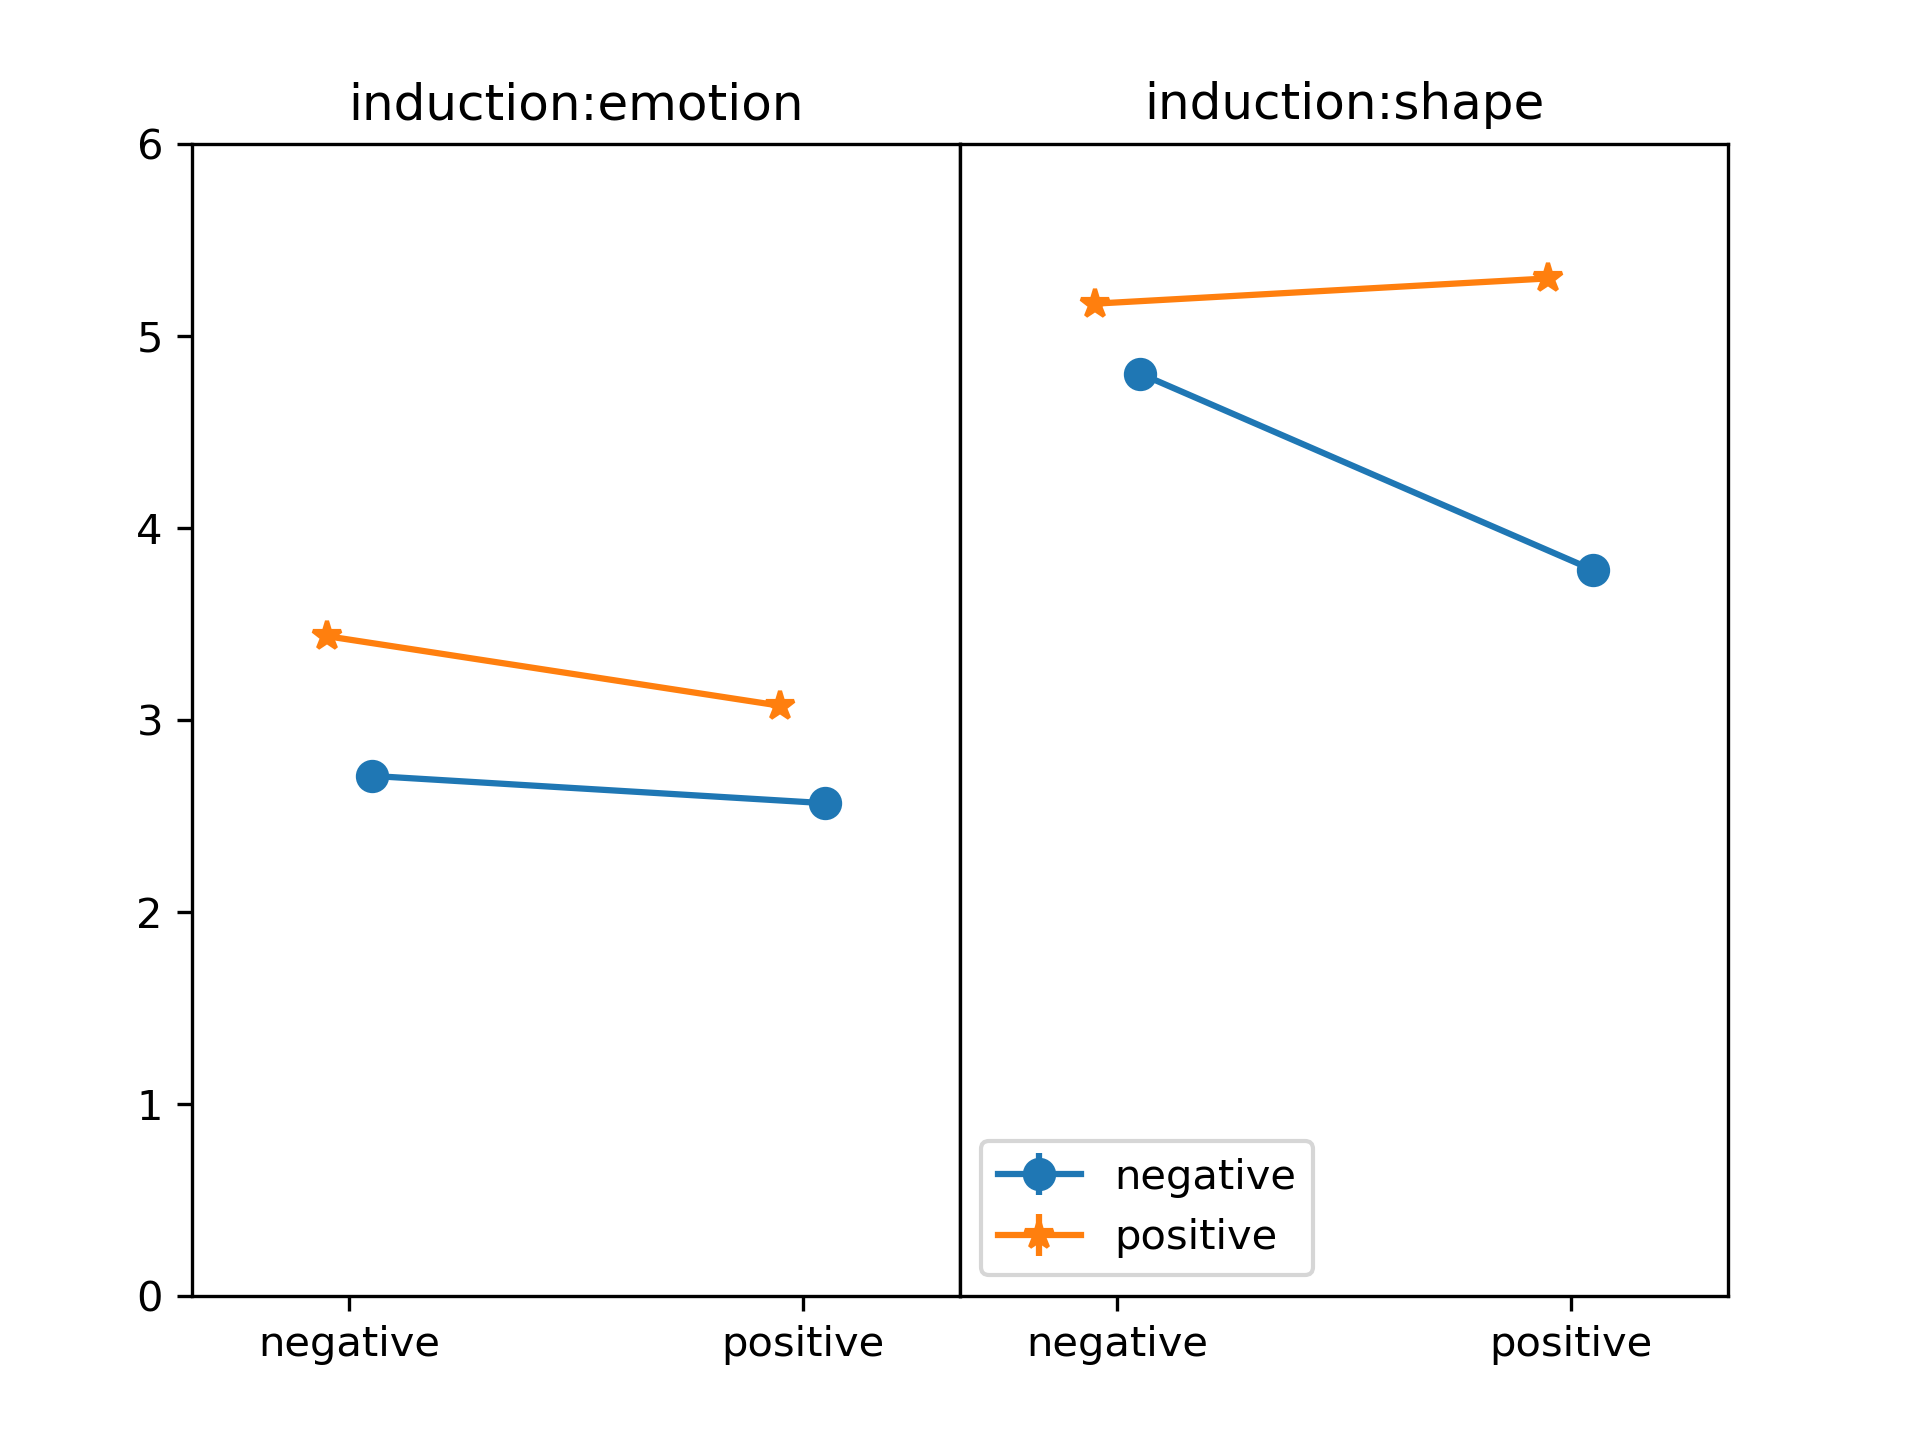 induction:emotion
induction:shape
6
5
4
3
2
1
0
negative
positive
negative
positive
negative
positive